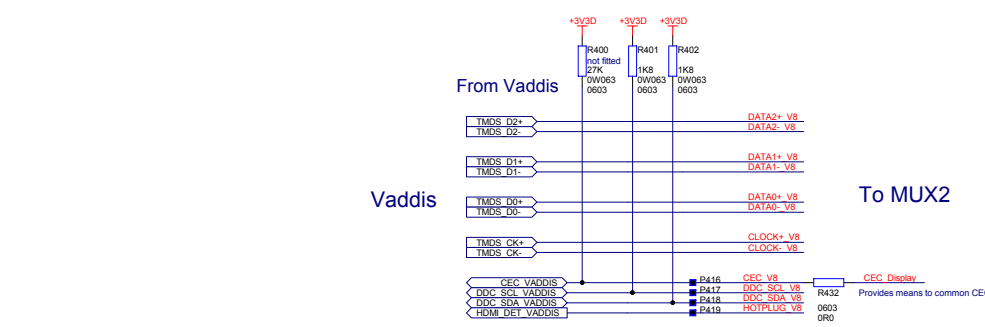 +3V3D +3V3D +3V3D
R400 R401 R402
not fitted
27K 1K8 1K8
0W063 0W063 0W063
0603 0603 0603
From Vaddis
TMDS_D2+ DATA2+_V8
TMDS_D2- DATA2-_V8
TMDS_D1+ DATA1+_V8
TMDS_D1- DATA1-_V8
Vaddis
To MUX2
TMDS_D0+ DATA0+_V8
TMDS_D0- DATA0-_V8
TMDS_CK+ CLOCK+_V8
TMDS_CK- CLOCK-_V8
CEC_VADDIS P416 CEC_V8 CEC_Display
DDC_SCL_VADDIS P417 DDC_SCL_V8 R432 Provides means to common CE
DDC_SDA_VADDIS P418 DDC_SDA_V8
HDMI_DET_VADDIS P419 HOTPLUG_V8 0603
0R0